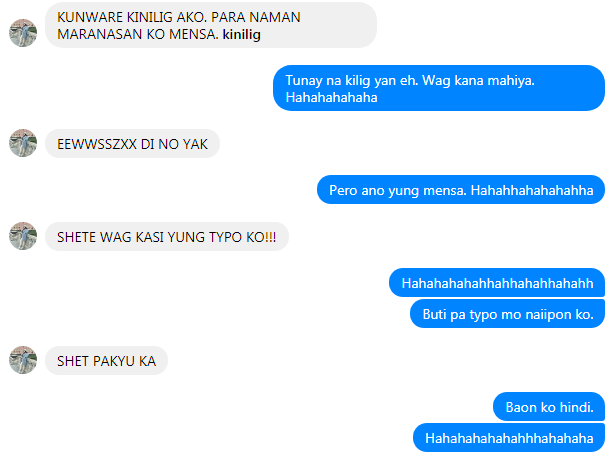 KUNWARE KINILIG AKO. PARA NAMAN
MARANASAN KO MENSA. kinilig
Tunay na kilig yan eh. Wag kana mahiya.
Hahahahahaha
EEWWSSZXX DI NO YAK
Pero ano yung mensa. Hahahhahahahahha
SHETE WAG KASI YUNG TYPO KO!!!
Hahahahahahhahhahahhahahh
Buti pa typo mo naiipon ko.
SHET PAKYU KA
Baon ko hindi.
Hahahahahahahhhahahaha